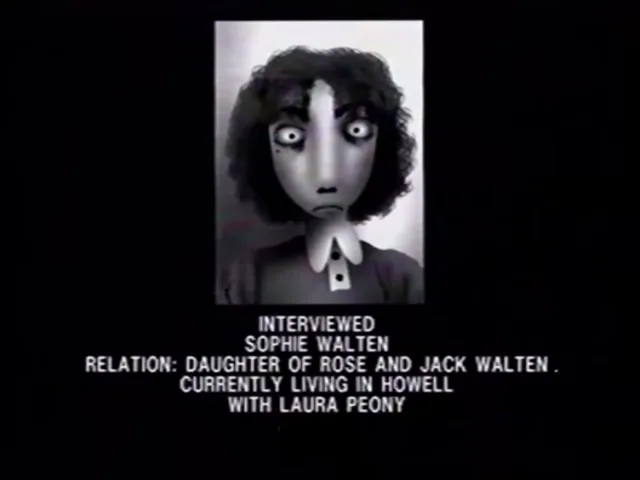 INTERVIEWED
SOPHIE WALTEN
RELATION: DAUGHTER OF ROSE AND JACK WALTEN .
CURRENTLY LIVING IN HOWELL
WITH LAURA PEONY